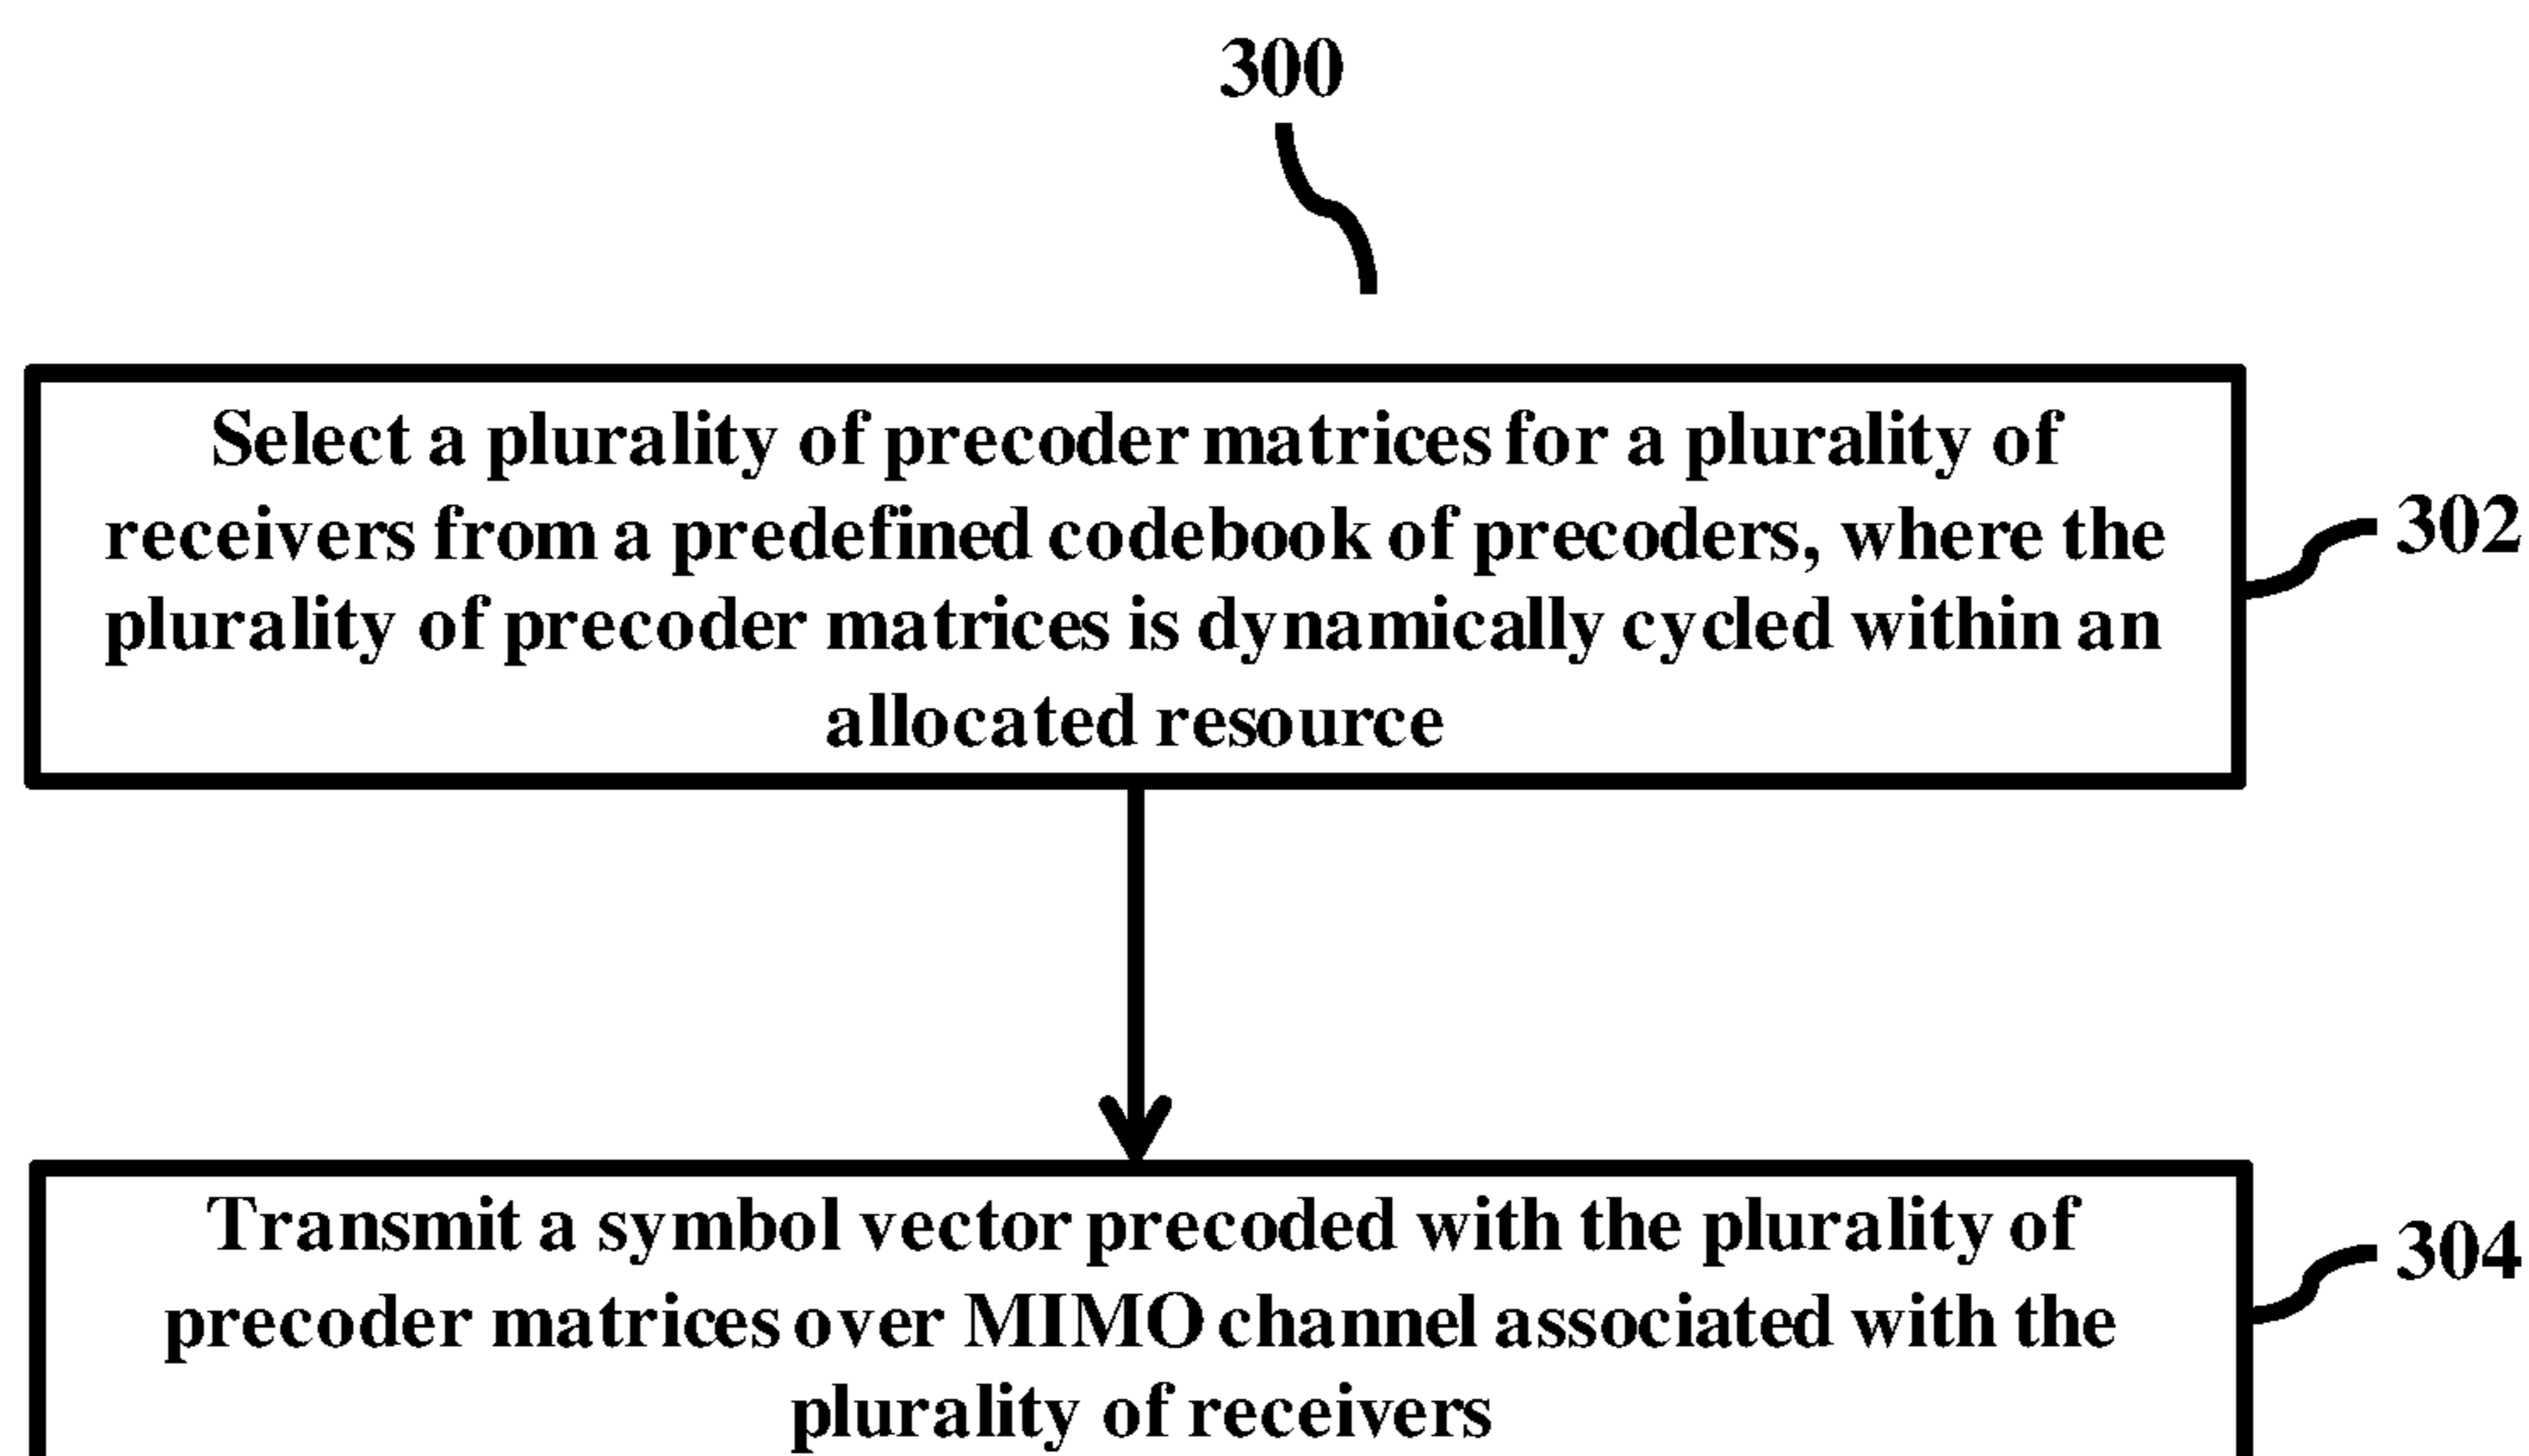 300
Select a plurality of precoder matrices for a plurality of
receivers from a predefined codebook of precoders, where the
plurality of precoder matrices is dynamically cycled within an
allocated resource
302
Transmit a symbol vector precoded with the plurality of
precoder matrices over MIMO channel associated with the
plurality of receivers
304